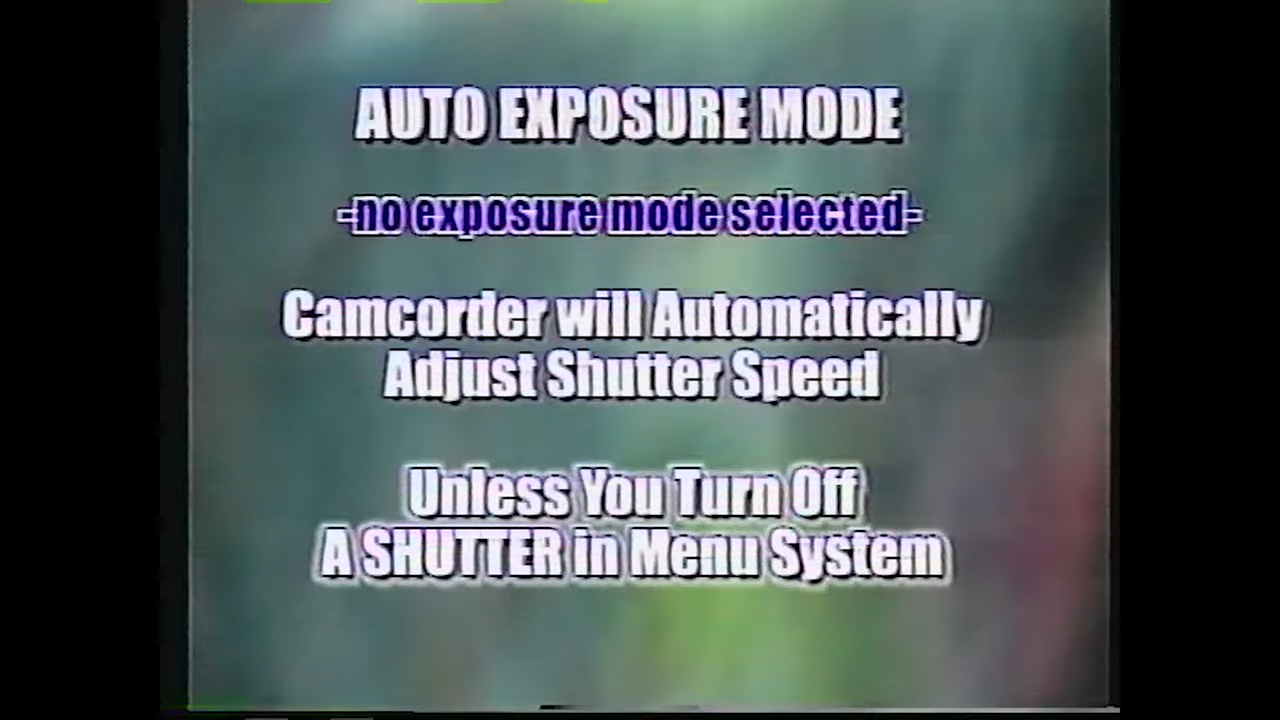 AUTO EXPOSURE MODE
-no exposure mode selected-
Camcorder will Automatically
Adjust Shutter Speed
Unless You Turn Off
A SHUTTER in Menu System